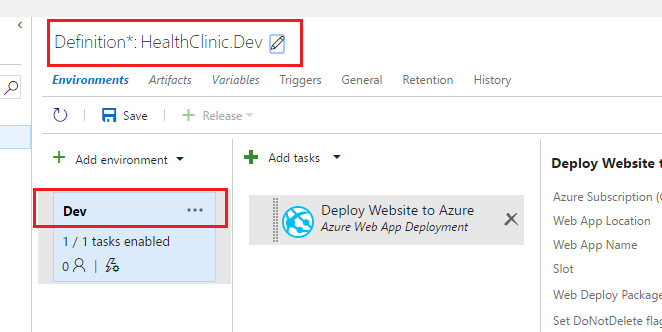 Definition*: HealthClinic.Dev
Environments Artifacts Variables Triggers General Retention History
Save Release
Add environment
Dev ...
1 / 1 tasks enabled
0
Add tasks
Deploy Website to Azure
Azure Web App Deployment
Deploy Website to
Azure Subscription (
Web App Location
Web App Name
Slot
Web Deploy Package
Set DoNotDelete flag